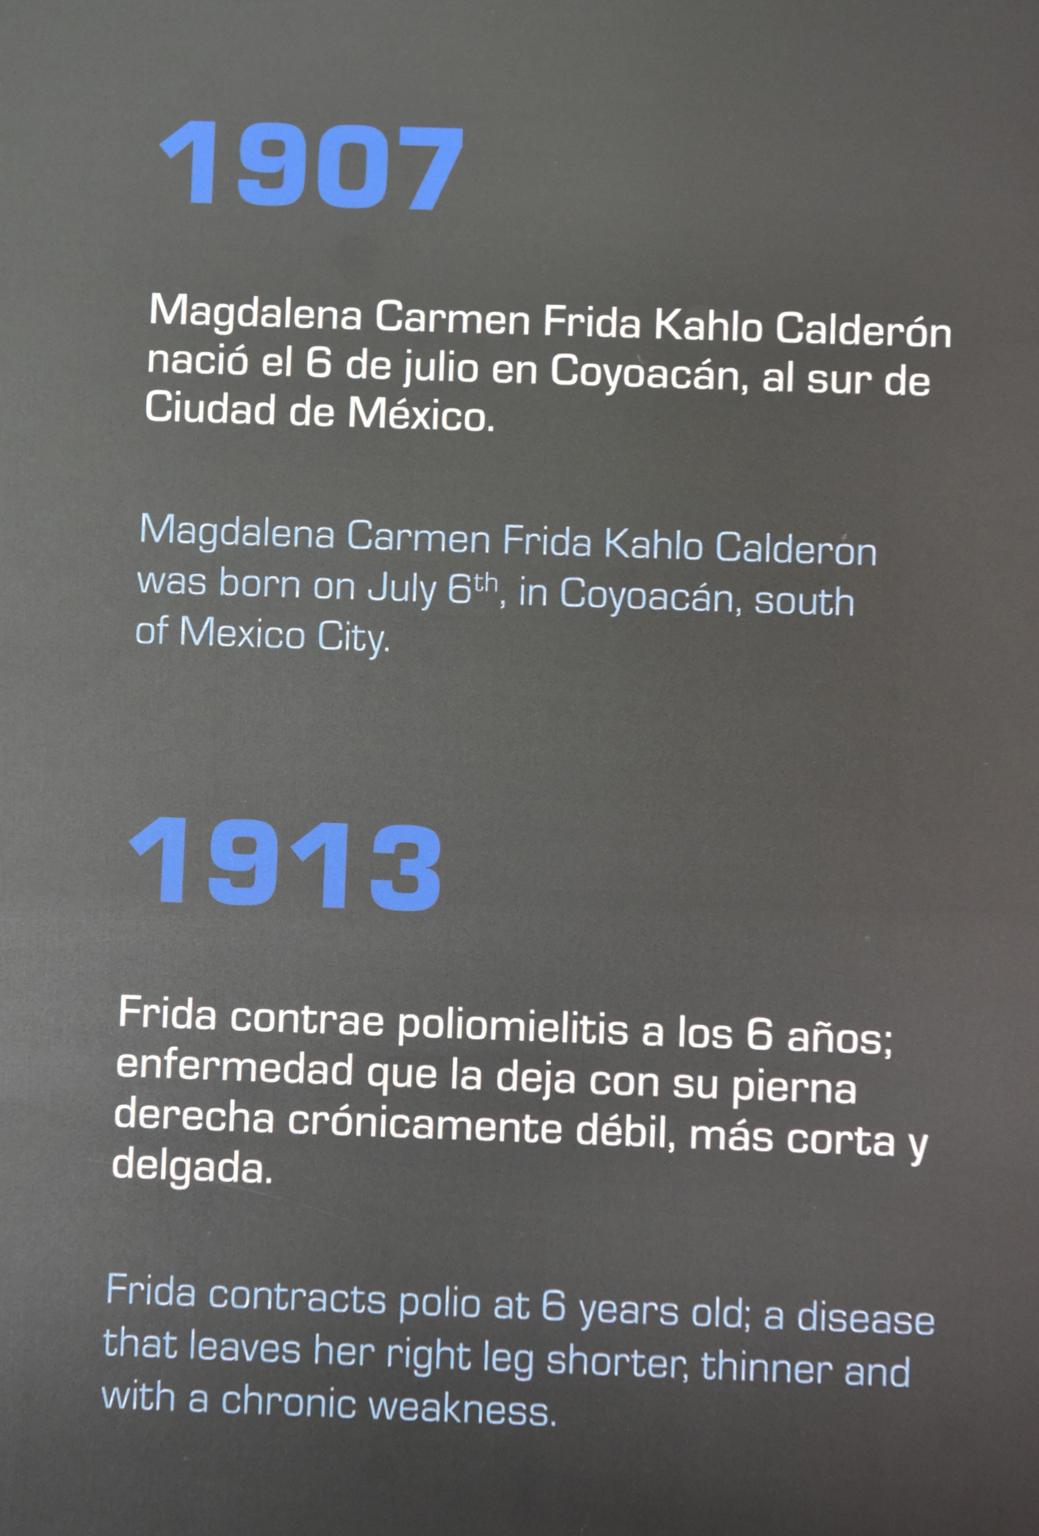 1907
Magdalena Carmen Frida Kahlo Calderón
nació el 6 de julio en Coyoacán, al sur de
Ciudad de México.
Magdalena Carmen Frida Kahlo Calderón
was born on July 6th, in Coyoacán, south
of Mexico City.
1913
Frida contrae poliomielitis a los 6 años;
enfermedad que la deja con su pierna
derecha crónicamente débil, más corta y
delgada.
Frida contracts polio at 6 years old; a disease
that leaves her right leg shorter, thinner and
with a chronic weakness.